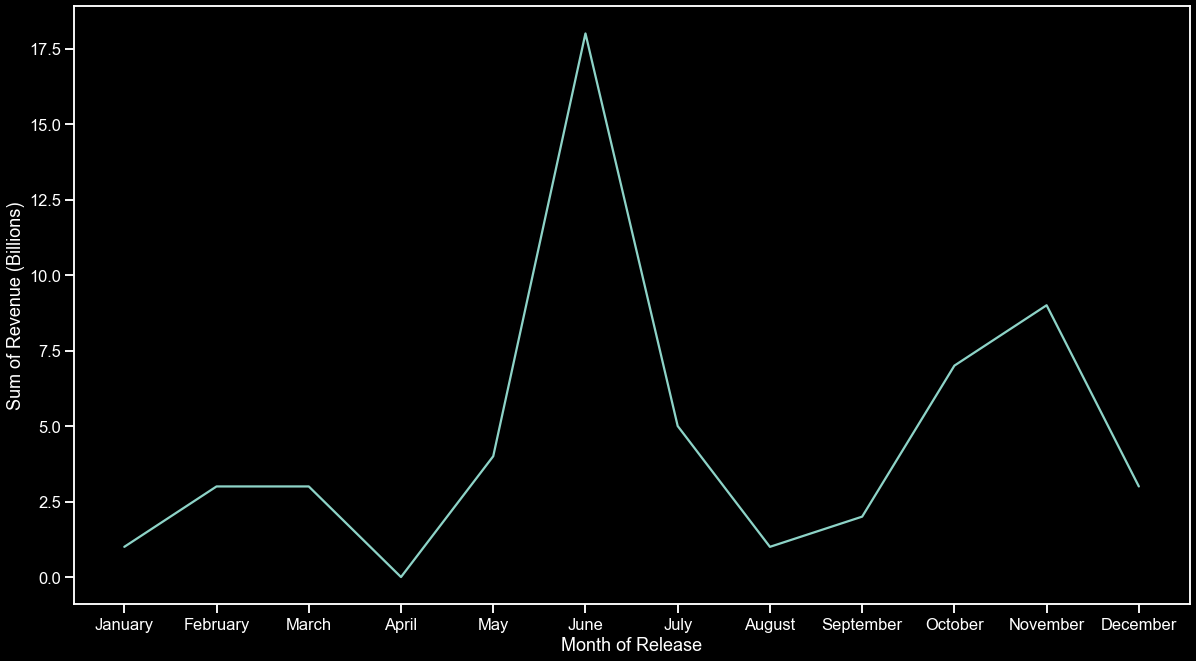 Sum of Revenue (Billions)
17.5
15.0
12.5
10.0
7.5
5.0
2.5
0.0
January February March April May June July August September October November December
Month of Release